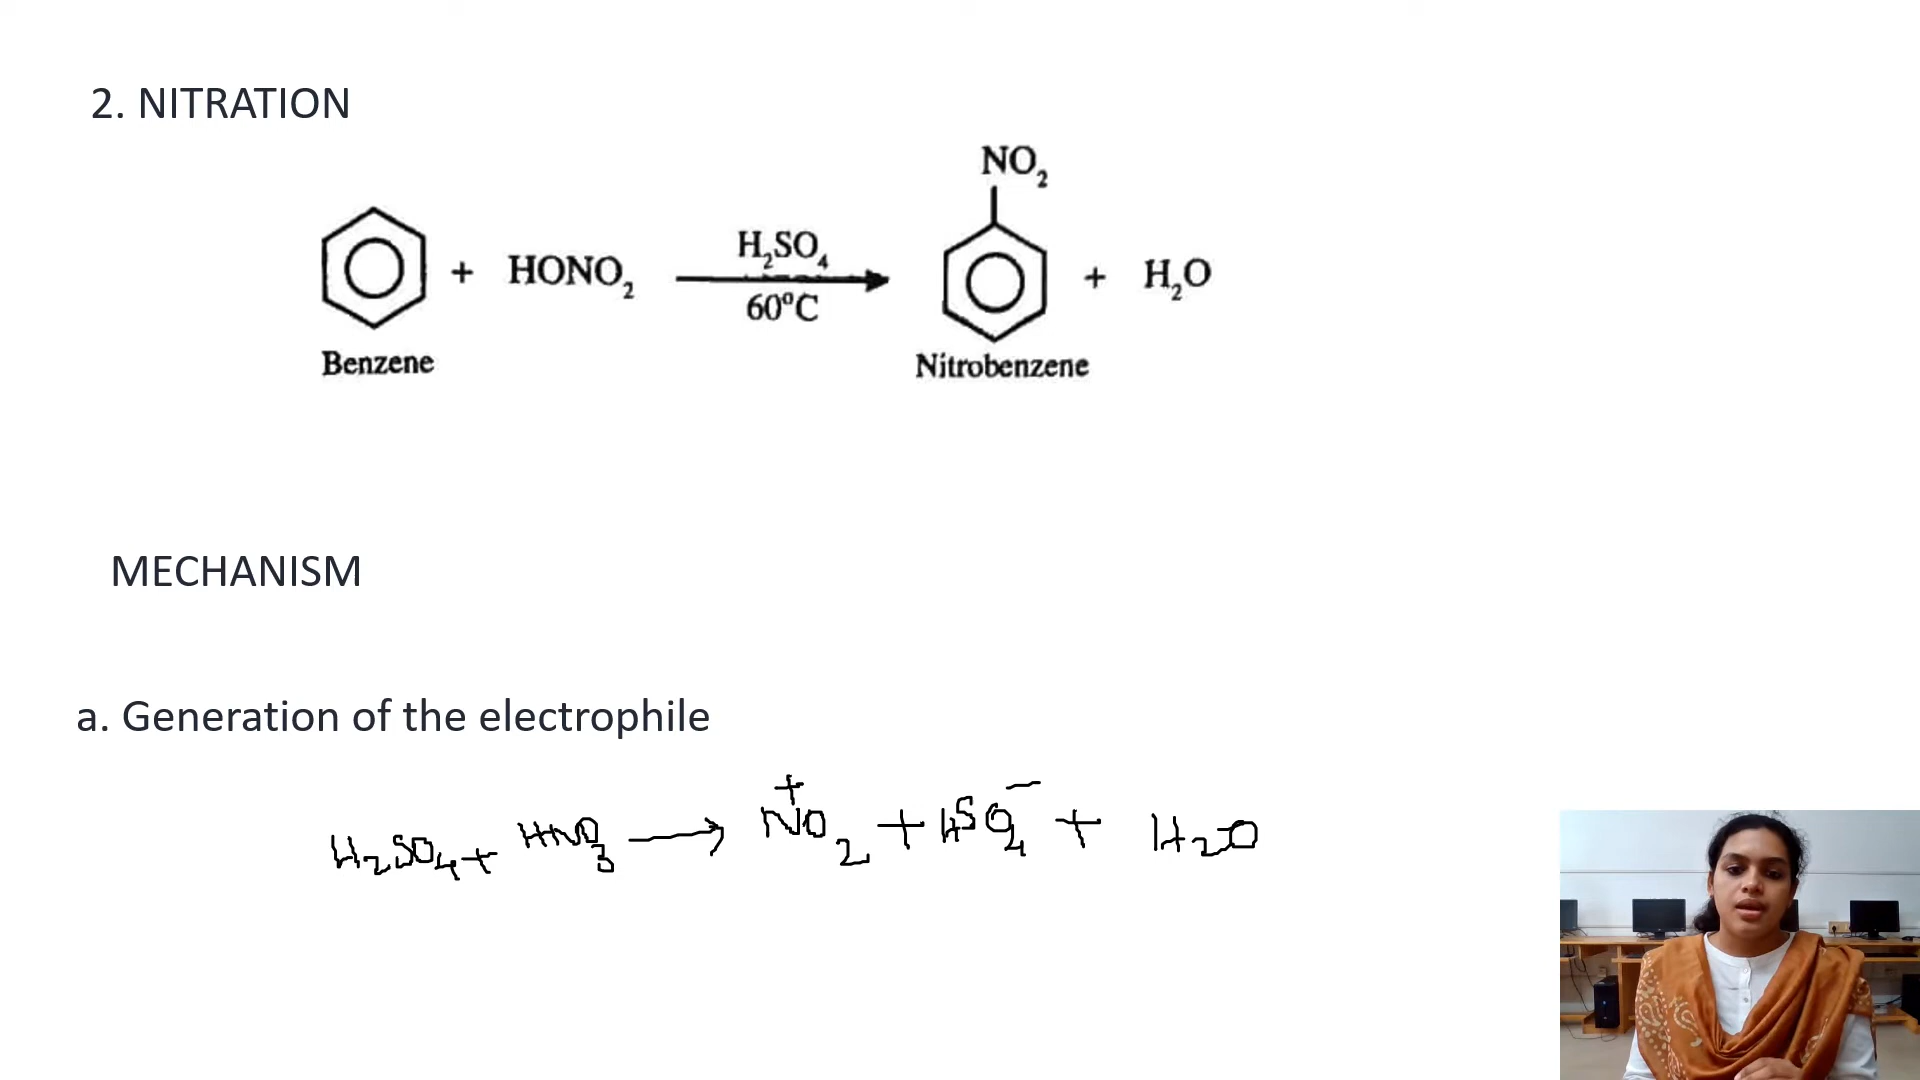 2. NITRATION
NO2
+ HONO2 H2SO4 + H2O
60°C
Benzene Nitrobenzene
MECHANISM
a. Generation of the electrophile
H2SO4 + HNO3 ⟶ N⁺O2 + HSO4⁻ + H2O